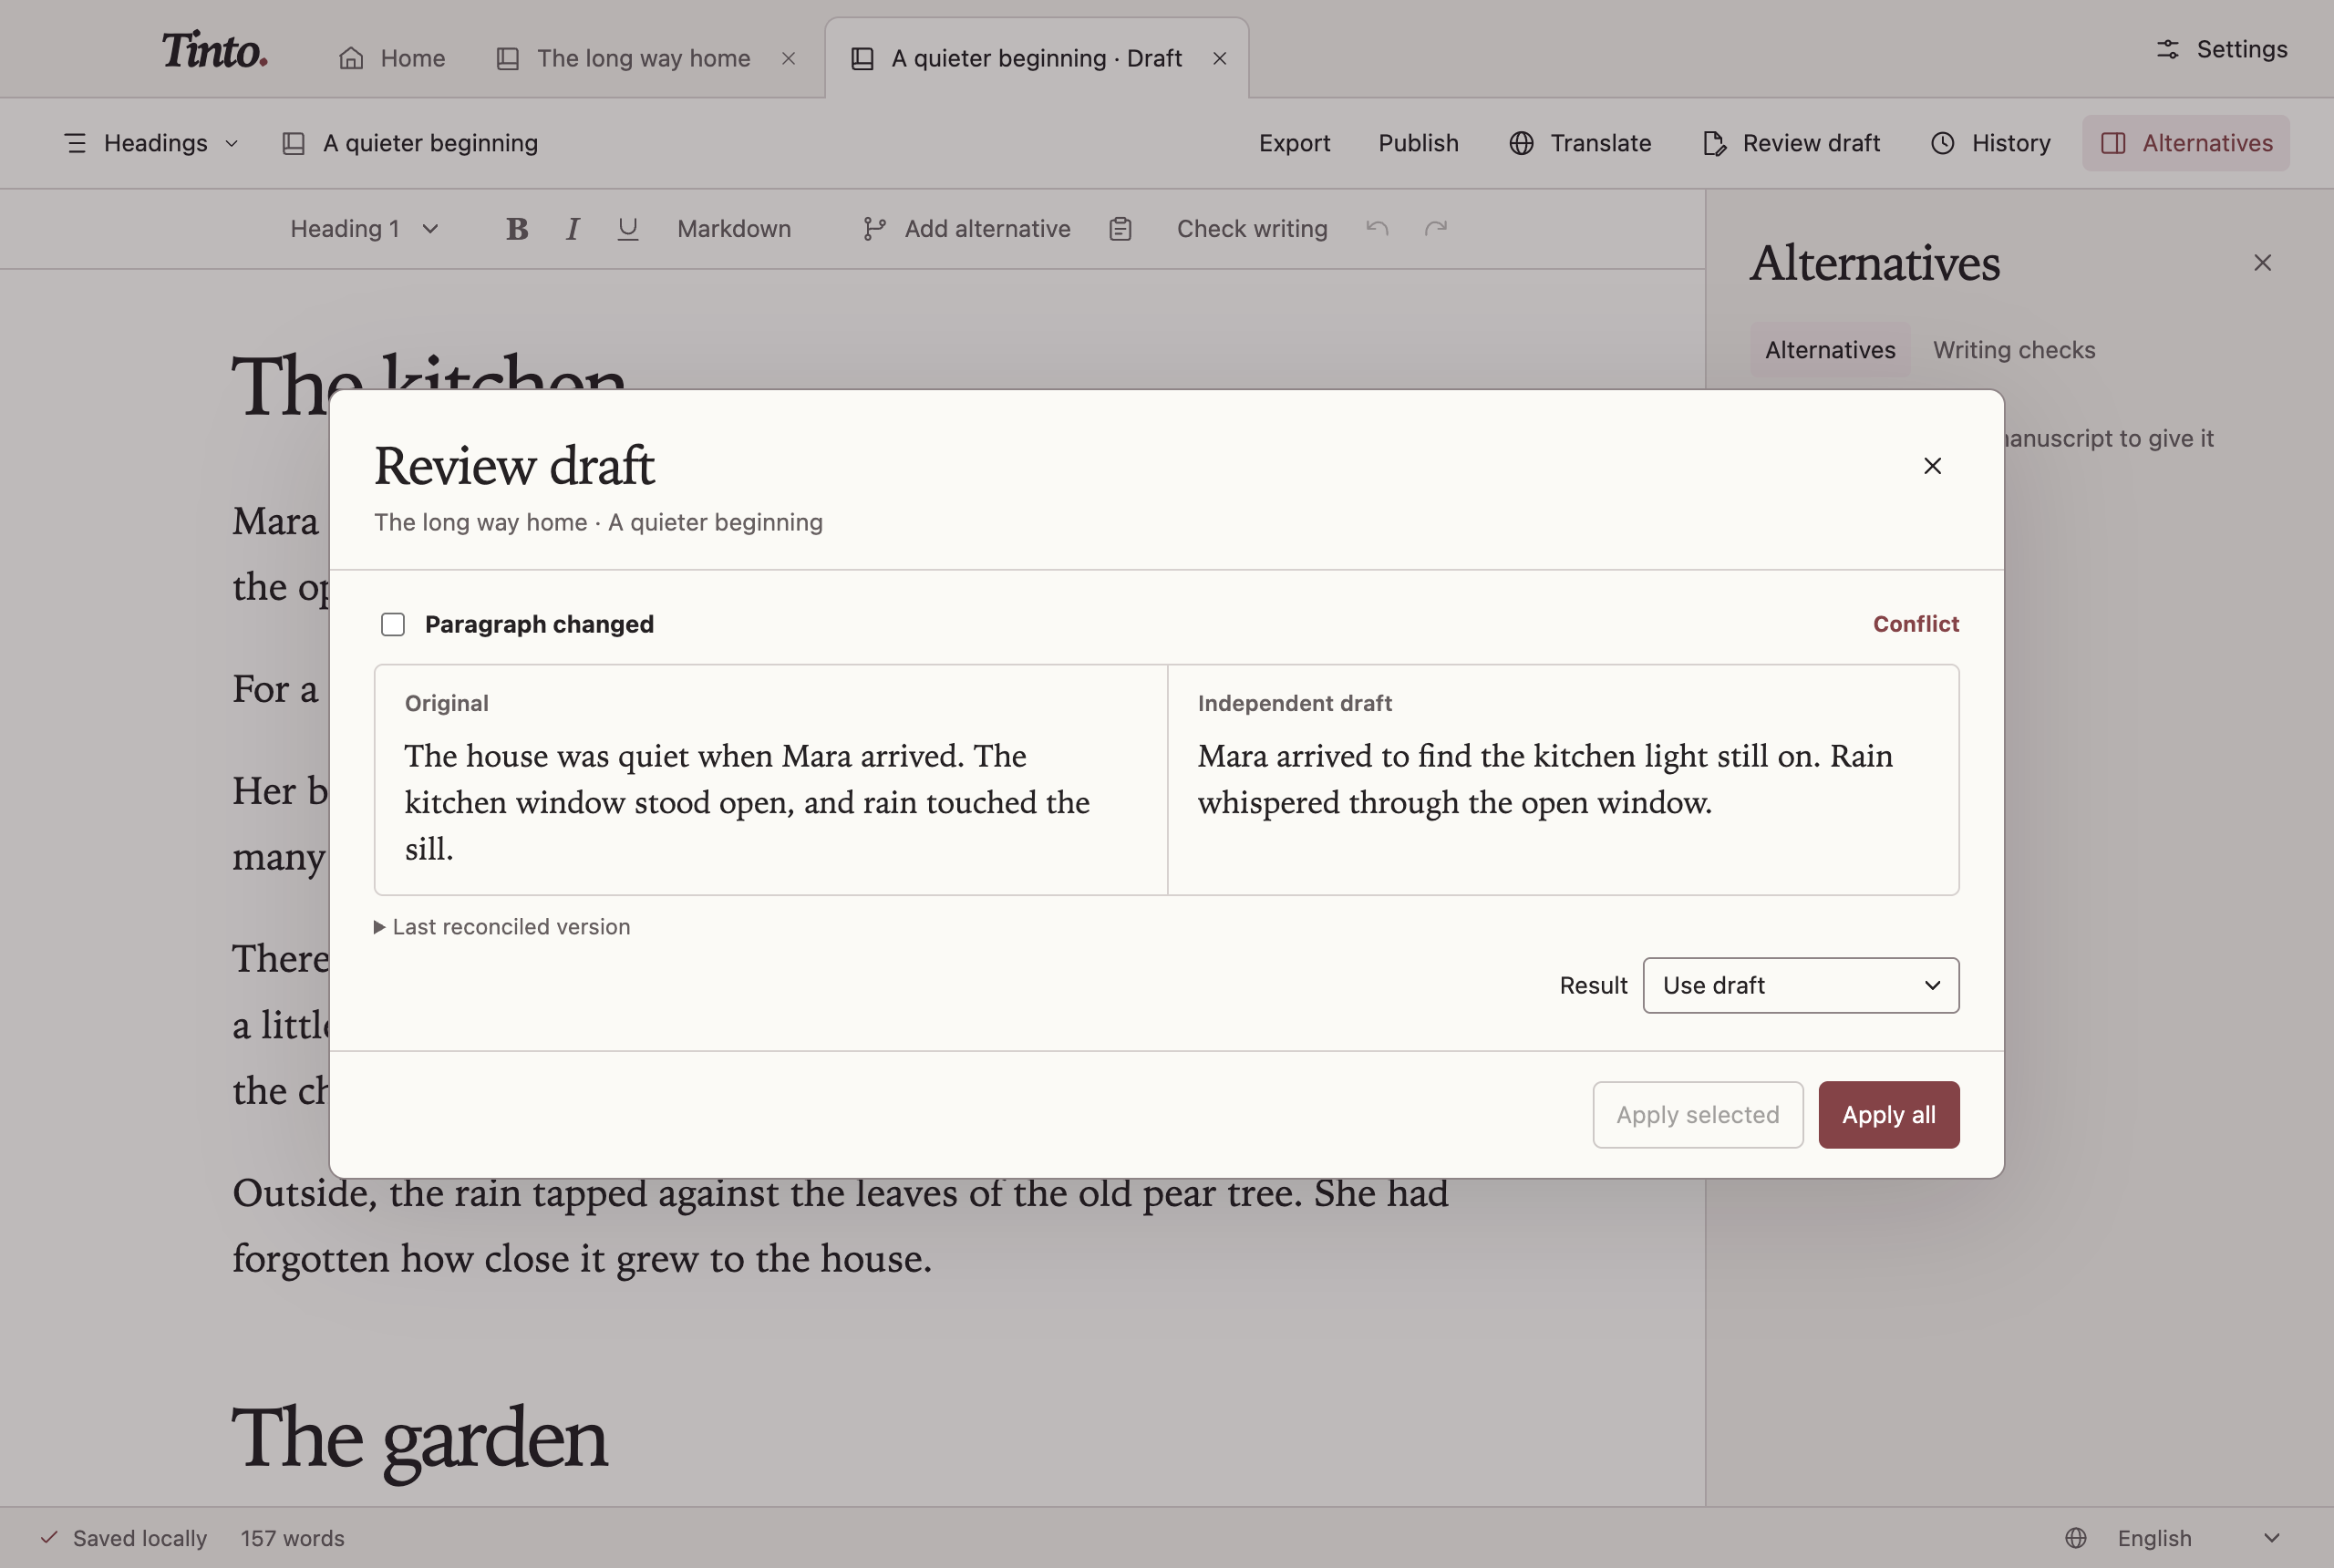 Tinto.
Home
The long way home
A quieter beginning · Draft
Settings
Headings
A quieter beginning
Export
Publish
Translate
Review draft
History
Alternatives
Heading 1
B
I
U
Markdown
Add alternative
Check writing
Alternatives
Alternatives
Writing checks
to give it
The
Review draft
The long way home · A quieter beginning
Paragraph changed
Conflict
Original
The house was quiet when Mara arrived. The
kitchen window stood open, and rain touched the
sill.
Independent draft
Mara arrived to find the kitchen light still on. Rain
whispered through the open window.
Last reconciled version
Result
Use draft
Apply selected
Apply all
Mara
the
For a
Her
many
There
a
the
Outside, the rain tapped against the leaves of the old pear tree. She had
forgotten how close it grew to the house.
The garden
Saved locally
157 words
English